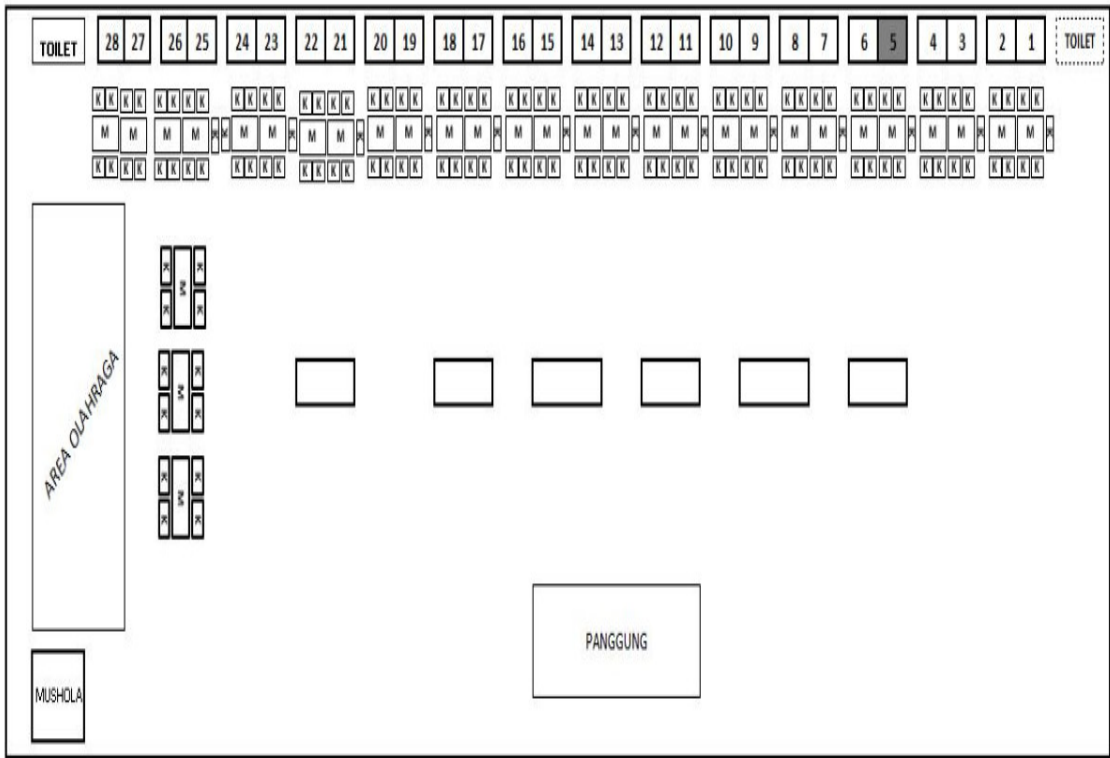 TOILET 28 27 26 25 24 23 22 21 20 19 18 17 16 15 14 13 12 11 10 9 8 7 6 5 4 3 2 1 TOILET
K K K K K K K K K K K K K K K K K K K K K K K K K K K K K K K K K K K K K K K K K K K K K K K K K K K K K K K K
M M M M K K M M K M M K M M K M M K M M K M M K M M K M M K M M K M M K M M K M M K
K K K K K K K K K K K K K K K K K K K K K K K K K K K K K K K K K K K K K K K K K K K K K K K K K K K K K K K K
K K
M
K K
K K
M
K K
K K
M
K K
AREA OLAHRAGA
PANGGUNG
MUSHOLA